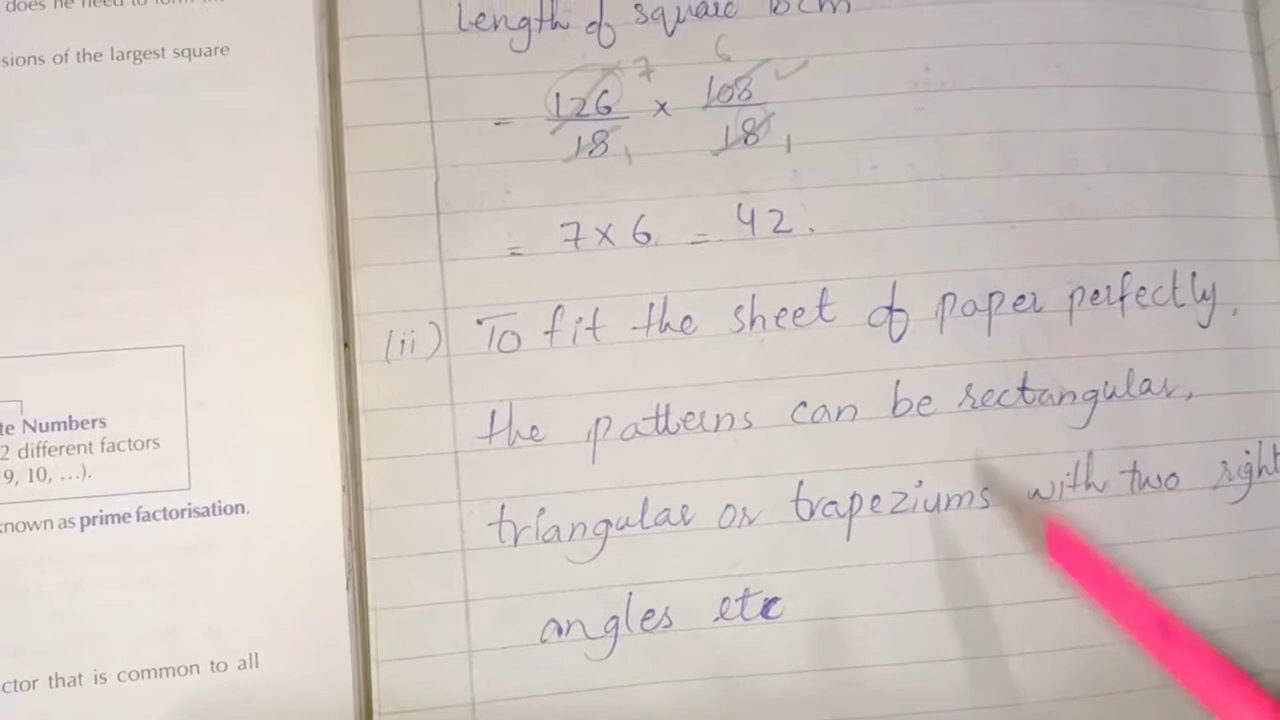 does he need to form the
sions of the largest square
te Numbers
2 different factors
9, 10, ...).
known as prime factorisation.
ctor that is common to all
Length of square 18cm
= 126/18 × 108/18
7 6
1 1
= 7 × 6 = 42.
(ii) To fit the sheet of paper perfectly,
the patterns can be rectangular,
triangular or trapeziums with two right
angles etc